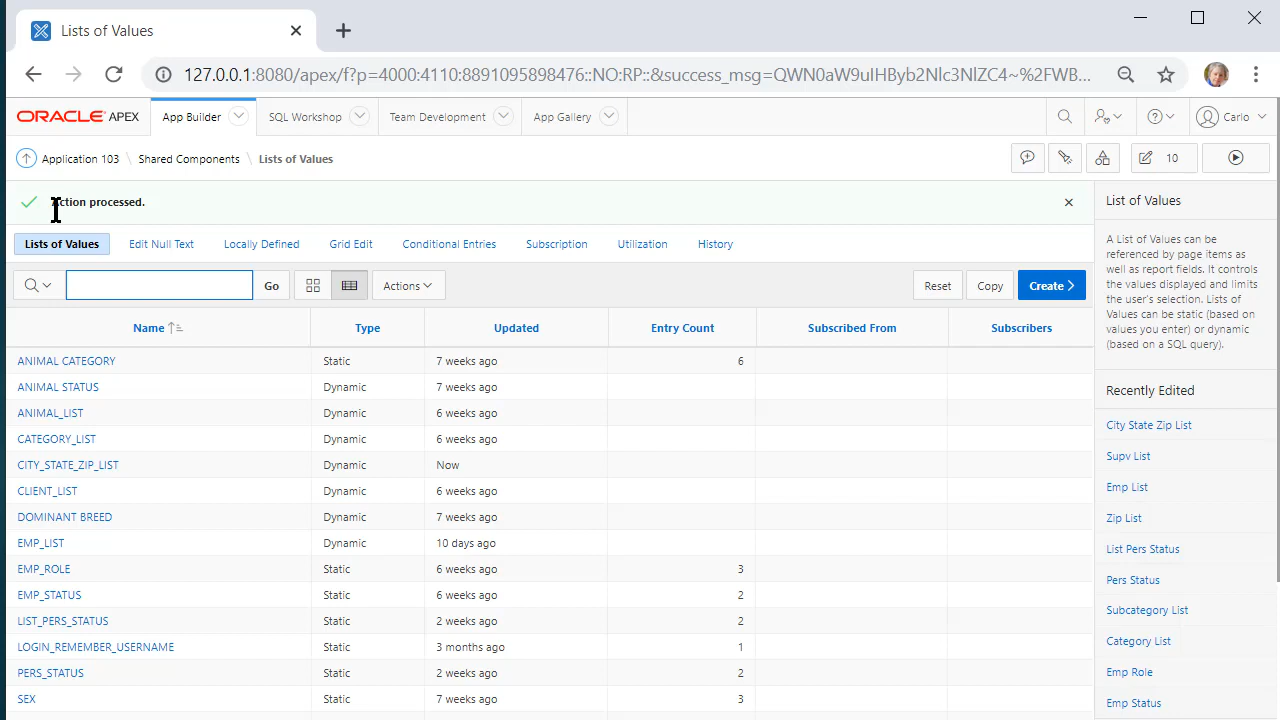 Lists of Values
127.0.0.1:8080/apex/f?p=4000:4110:8891095898476::NO:RP::&success_msg=QWN0aW9uIHByb2Nlc3NlZC4~%2FWB...
ORACLE APEX
App Builder
SQL Workshop
Team Development
App Gallery
Carlo
Application 103 \ Shared Components \ Lists of Values
10
Action processed.
Lists of Values
Edit Null Text
Locally Defined
Grid Edit
Conditional Entries
Subscription
Utilization
History
Go
Actions
Reset
Copy
Create
Name Type Updated Entry Count Subscribed From Subscribers
ANIMAL CATEGORY Static 7 weeks ago 6
ANIMAL STATUS Dynamic 7 weeks ago
ANIMAL_LIST Dynamic 6 weeks ago
CATEGORY_LIST Dynamic 6 weeks ago
CITY_STATE_ZIP_LIST Dynamic Now
CLIENT_LIST Dynamic 6 weeks ago
DOMINANT BREED Dynamic 7 weeks ago
EMP_LIST Dynamic 10 days ago
EMP_ROLE Static 6 weeks ago 3
EMP_STATUS Static 6 weeks ago 2
LIST_PERS_STATUS Static 2 weeks ago 2
LOGIN_REMEMBER_USERNAME Static 3 months ago 1
PERS_STATUS Static 2 weeks ago 2
SEX Static 7 weeks ago 3
List of Values
A List of Values can be
referenced by page items as
well as report fields. It controls
the values displayed and limits
the user's selection. Lists of
Values can be static (based on
values you enter) or dynamic
(based on a SQL query).
Recently Edited
City State Zip List
Supv List
Emp List
Zip List
List Pers Status
Pers Status
Subcategory List
Category List
Emp Role
Emp Status